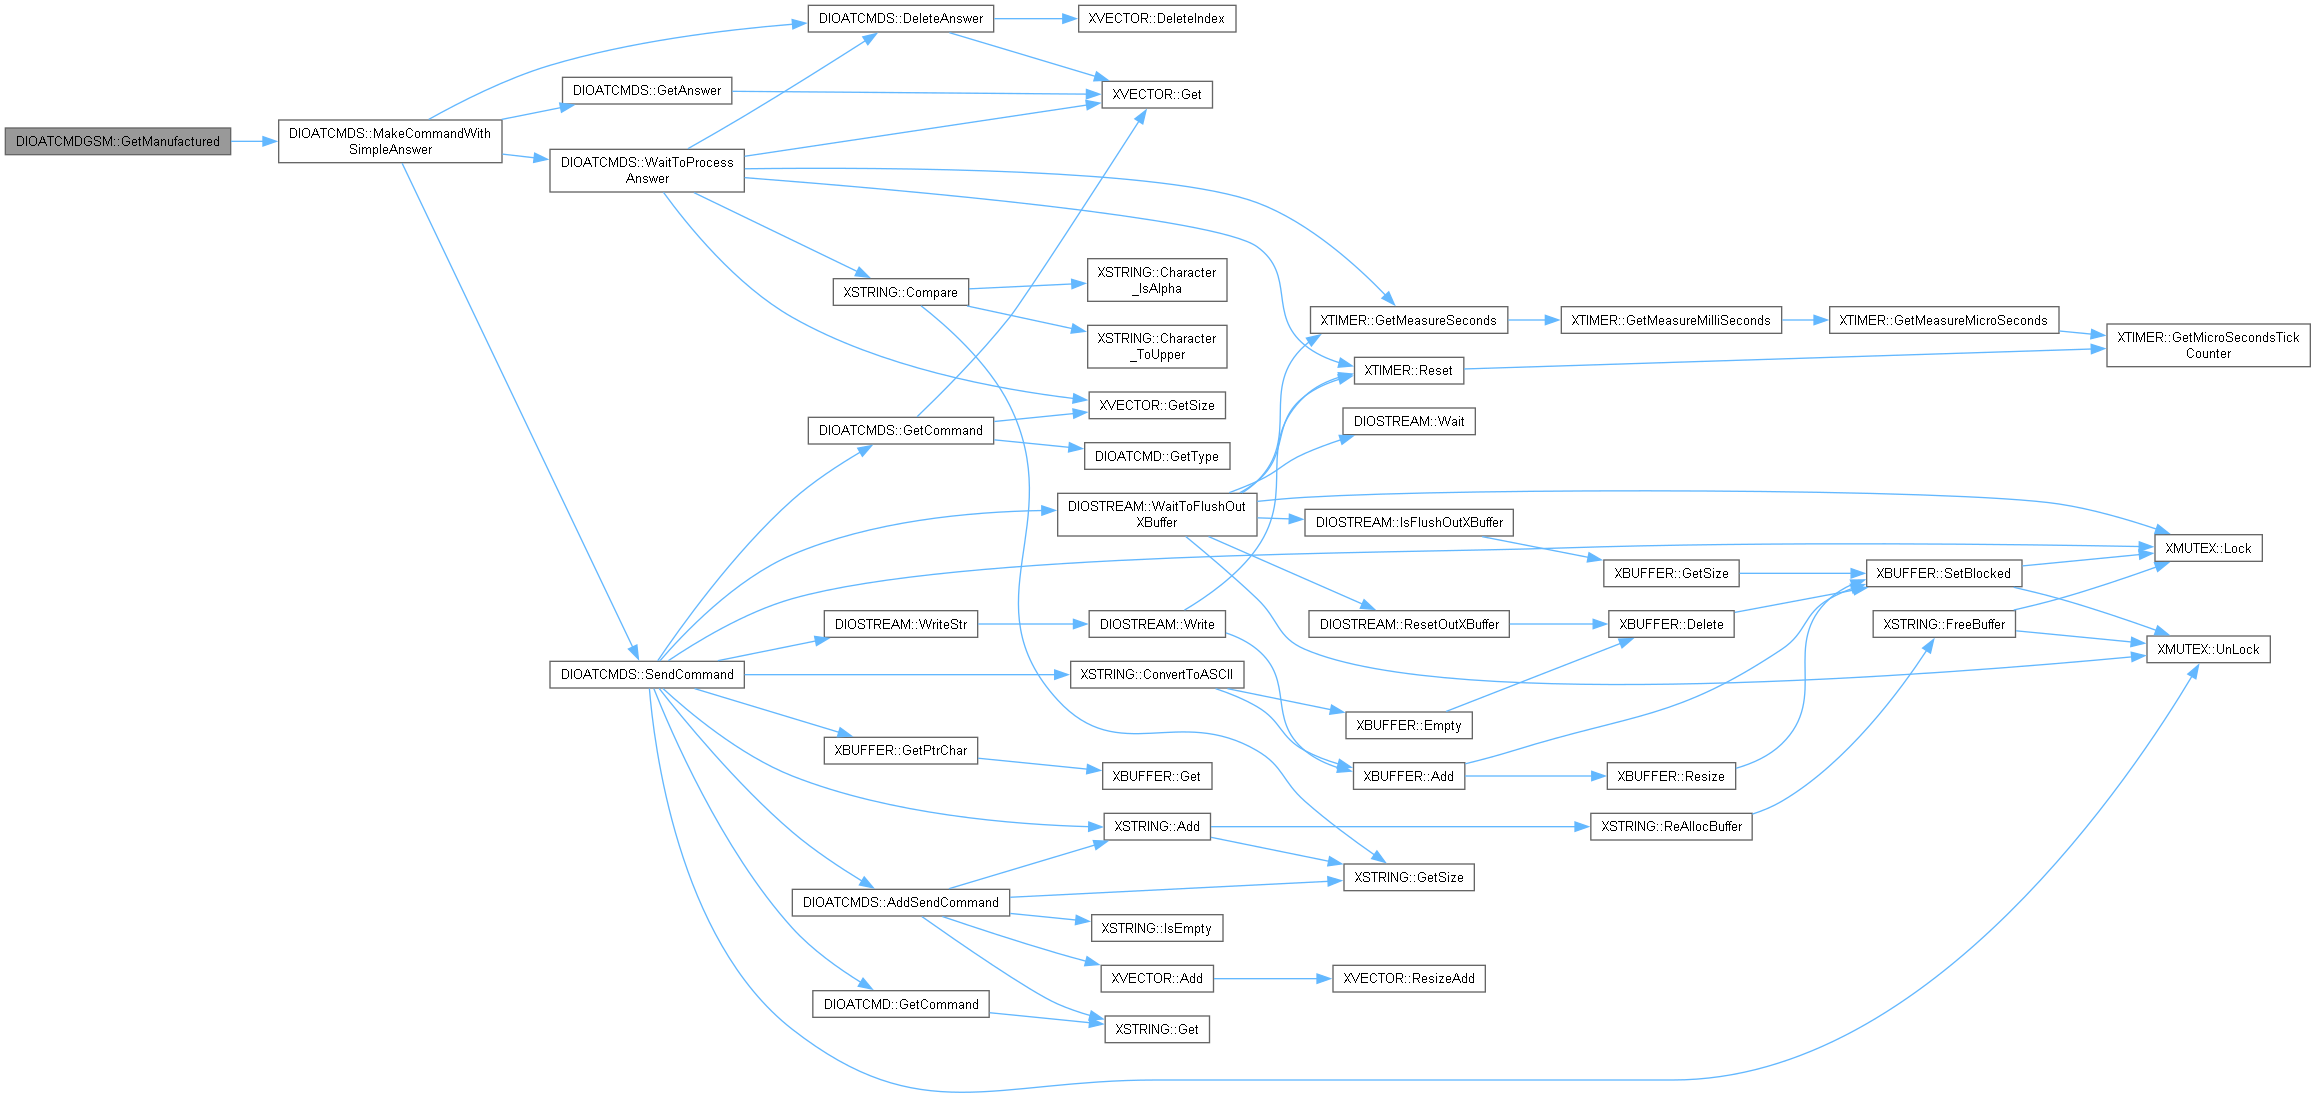 DIOATCMDGSM::GetManufactured
DIOATCMDS::MakeCommandWith
SimpleAnswer
DIOATCMDS::DeleteAnswer
XVECTOR::DeleteIndex
DIOATCMDS::GetAnswer
XVECTOR::Get
DIOATCMDS::WaitToProcess
Answer
XSTRING::Compare
XSTRING::Character
_IsAlpha
XSTRING::Character
_ToUpper
XTIMER::GetMeasureSeconds
XTIMER::GetMeasureMilliSeconds
XTIMER::GetMeasureMicroSeconds
XTIMER::GetMicroSecondsTick
Counter
XTIMER::Reset
XVECTOR::GetSize
DIOATCMDS::GetCommand
DIOATCMD::GetType
DIOSTREAM::Wait
DIOSTREAM::WaitToFlushOut
XBuffer
DIOSTREAM::IsFlushOutXBuffer
XMUTEX::Lock
XBUFFER::GetSize
XBUFFER::SetBlocked
DIOSTREAM::WriteStr
DIOSTREAM::Write
DIOSTREAM::ResetOutXBuffer
XBUFFER::Delete
XSTRING::FreeBuffer
XMUTEX::UnLock
DIOATCMDS::SendCommand
XSTRING::ConvertToASCII
XBUFFER::Empty
XBUFFER::GetPtrChar
XBUFFER::Get
XBUFFER::Add
XBUFFER::Resize
XSTRING::Add
XSTRING::ReAllocBuffer
XSTRING::GetSize
DIOATCMDS::AddSendCommand
XSTRING::IsEmpty
XVECTOR::Add
XVECTOR::ResizeAdd
DIOATCMD::GetCommand
XSTRING::Get